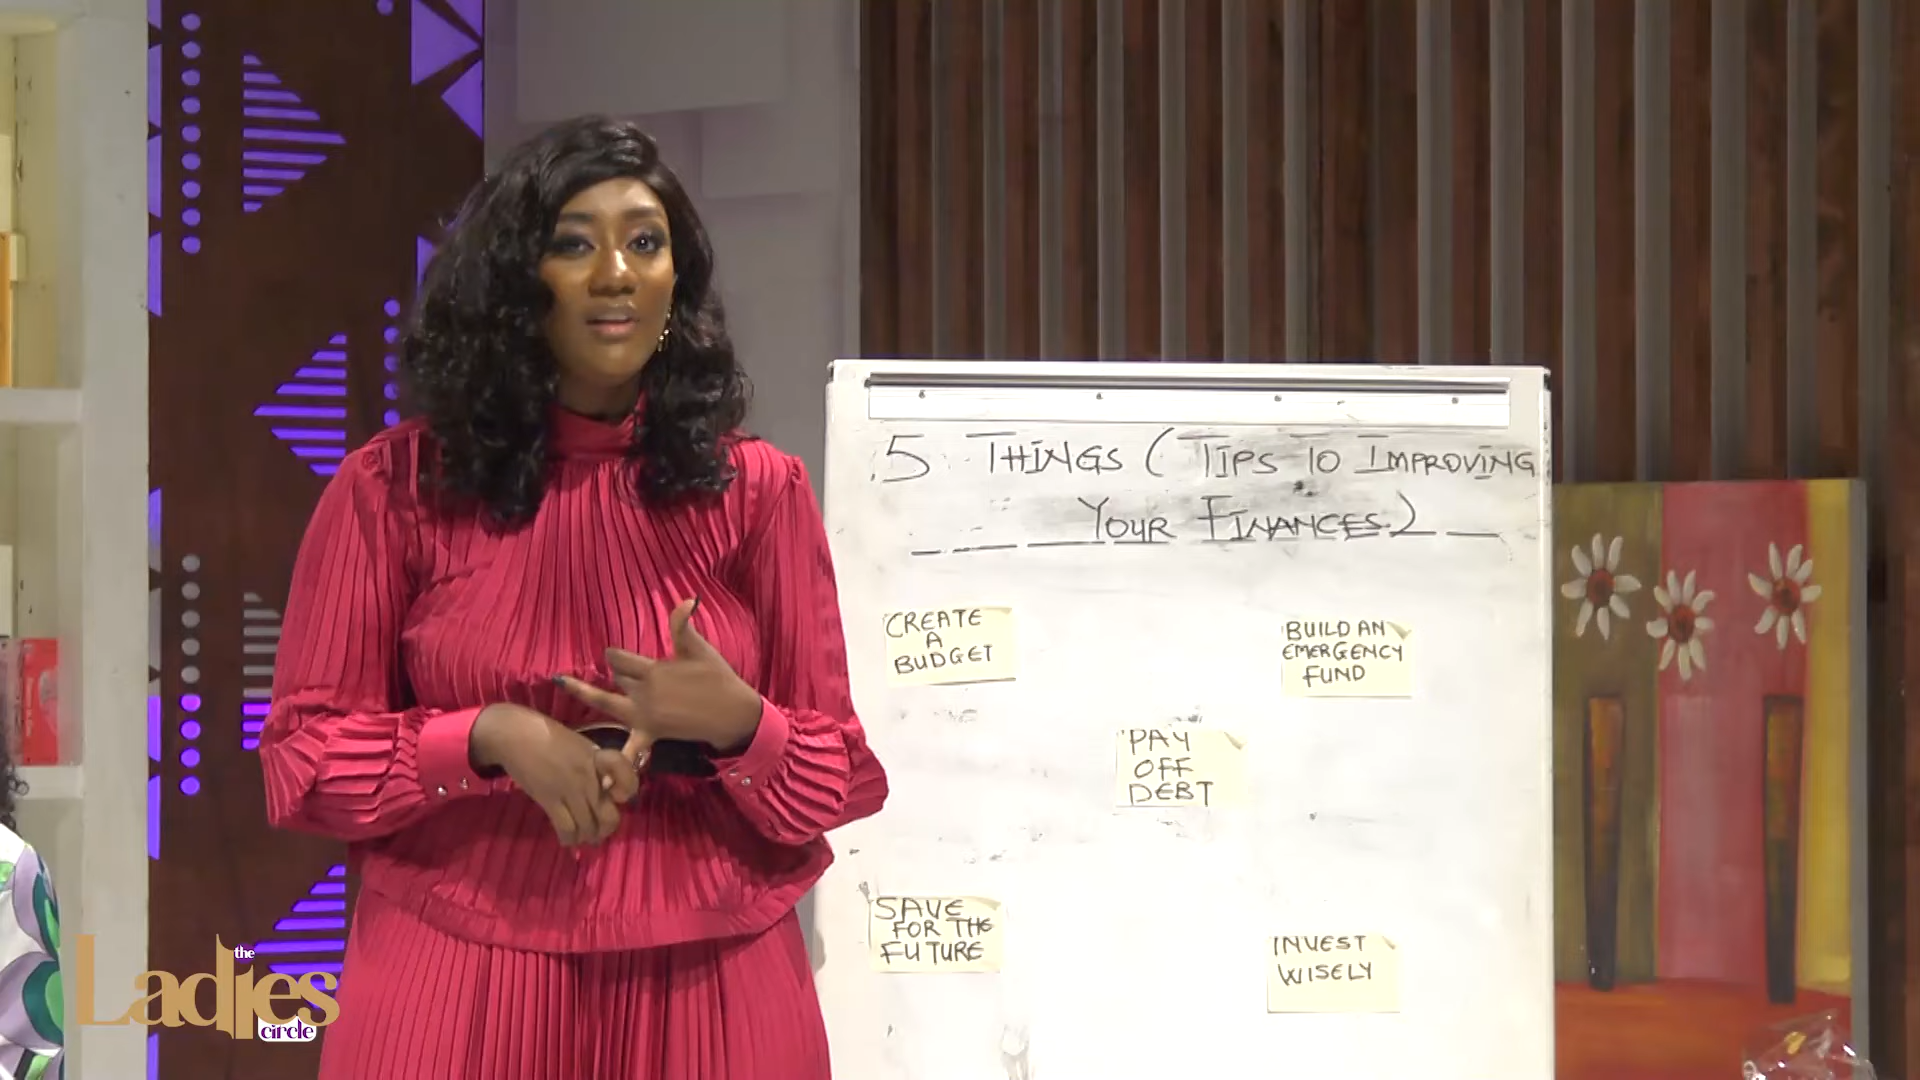 5 THINGS ( TIPS TO IMPROVING
YOUR FINANCES.)
CREATE
A
BUDGET
BUILD AN
EMERGENCY
FUND
PAY
OFF
DEBT
SAVE
FOR THE
FUTURE
INVEST
WISELY
the
Ladies
circle